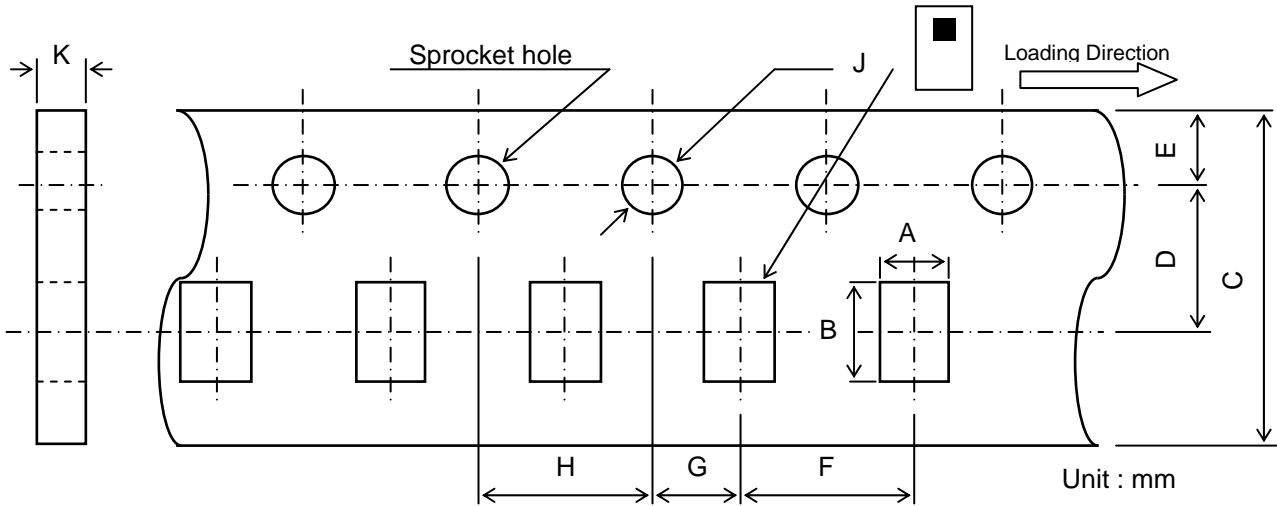 K
Sprocket hole
J
Loading Direction
E
A
D
C
B
H
G
F
Unit : mm